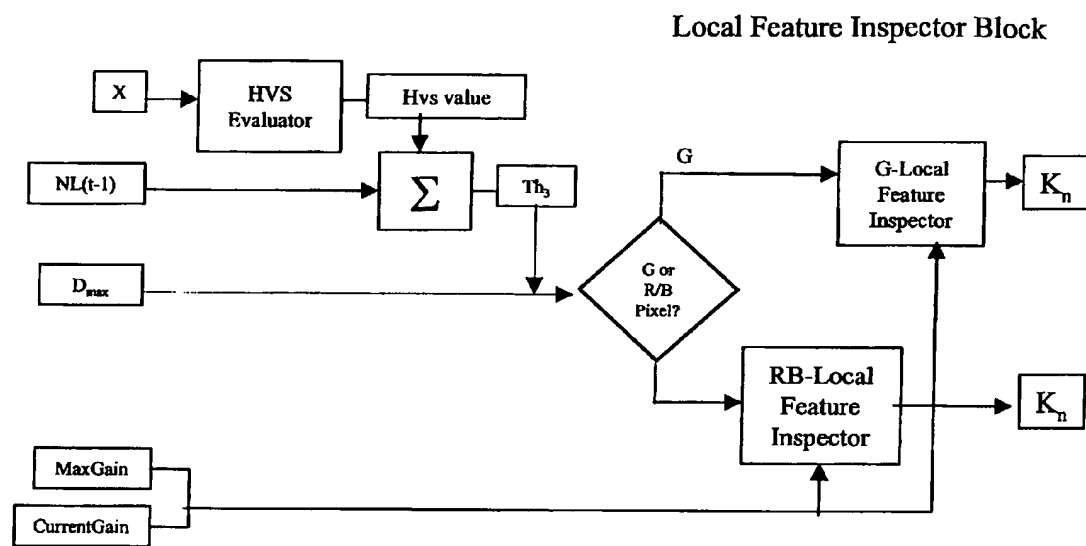 Local Feature Inspector Block
X
HVS
Evaluator
Hvs value
NL(t-1)
Σ
Th3
G
G-Local
Feature
Inspector
Kn
Dmax
G or
R/B
Pixel?
RB-Local
Feature
Inspector
Kn
MaxGain
CurrentGain